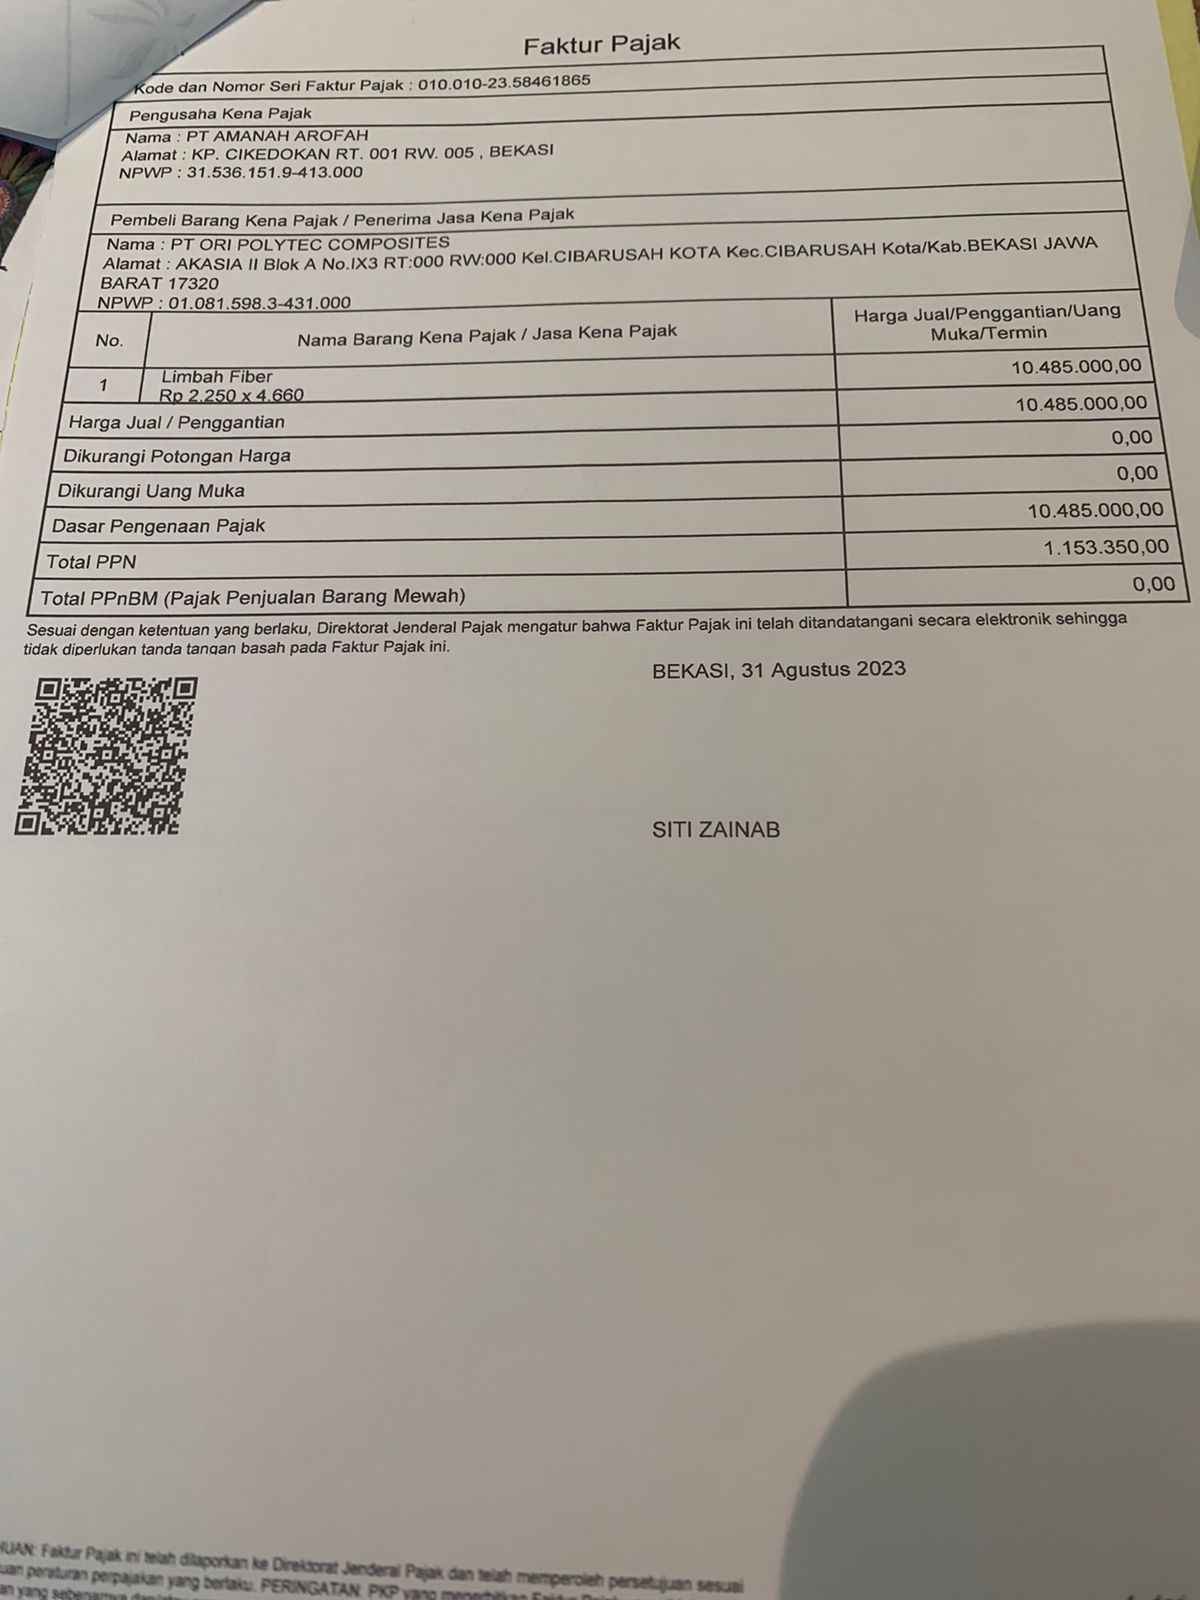 Faktur Pajak
Kode dan Nomor Seri Faktur Pajak : 010.010-23.58461865
Pengusaha Kena Pajak
Nama : PT AMANAH AROFAH
Alamat : KP. CIKEDOKAN RT. 001 RW. 005 , BEKASI
NPWP : 31.536.151.9-413.000
Pembeli Barang Kena Pajak / Penerima Jasa Kena Pajak
Nama : PT ORI POLYTEC COMPOSITES
Alamat : AKASIA II Blok A No.IX3 RT:000 RW:000 Kel.CIBARUSAH KOTA Kec.CIBARUSAH Kota/Kab.BEKASI JAWA
BARAT 17320
NPWP : 01.081.598.3-431.000
No. Nama Barang Kena Pajak / Jasa Kena Pajak Harga Jual/Penggantian/Uang
Muka/Termin
1 Limbah Fiber 10.485.000,00
Rp 2.250 x 4.660
Harga Jual / Penggantian 10.485.000,00
Dikurangi Potongan Harga 0,00
Dikurangi Uang Muka 0,00
Dasar Pengenaan Pajak 10.485.000,00
Total PPN 1.153.350,00
Total PPnBM (Pajak Penjualan Barang Mewah) 0,00
Sesuai dengan ketentuan yang berlaku, Direktorat Jenderal Pajak mengatur bahwa Faktur Pajak ini telah ditandatangani secara elektronik sehingga
tidak diperlukan tanda tangan basah pada Faktur Pajak ini.
BEKASI, 31 Agustus 2023
SITI ZAINAB
HUAN: Faktur Pajak ini telah dilaporkan ke Direktorat Jenderal Pajak dan telah memperoleh persetujuan sesuai
uan peraturan perpajakan yang berlaku. PERINGATAN: PKP yang menerbitkan Faktur
an yang sebenarnya